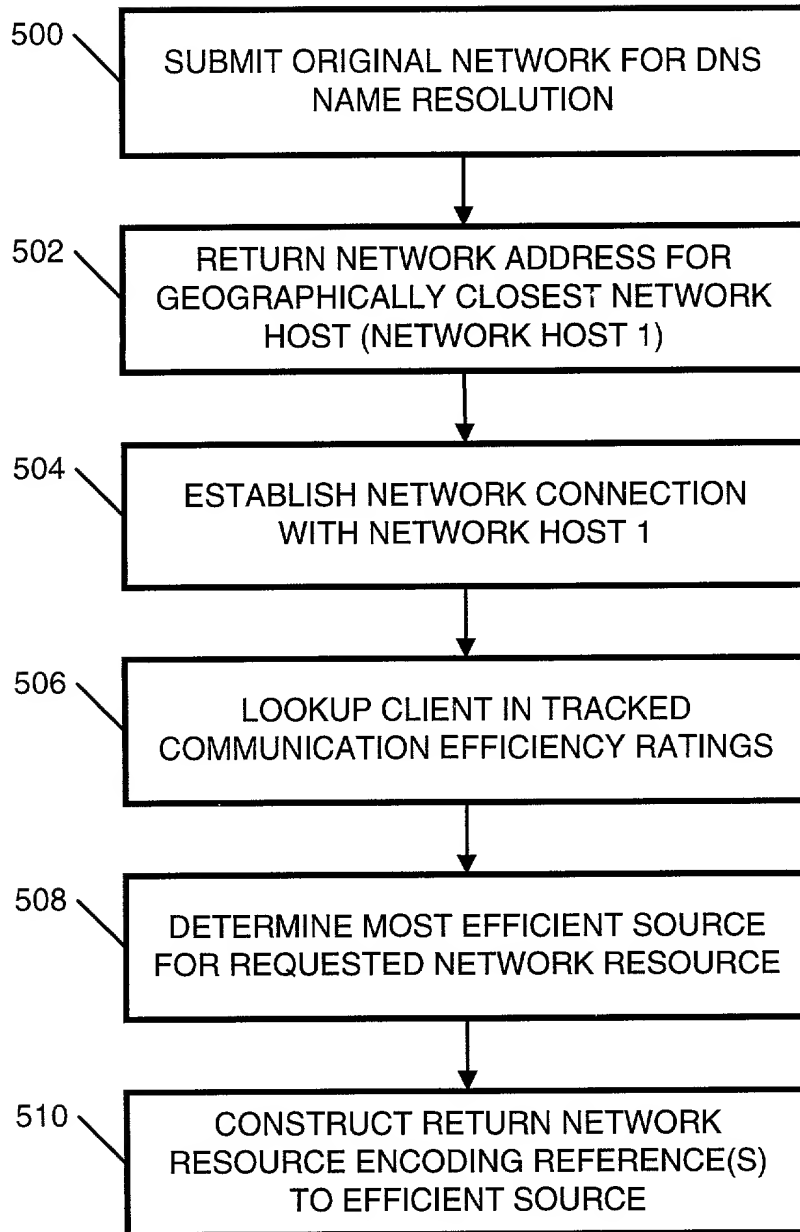 500
SUBMIT ORIGINAL NETWORK FOR DNS
NAME RESOLUTION
502
RETURN NETWORK ADDRESS FOR
GEOGRAPHICALLY CLOSEST NETWORK
HOST (NETWORK HOST 1)
504
ESTABLISH NETWORK CONNECTION
WITH NETWORK HOST 1
506
LOOKUP CLIENT IN TRACKED
COMMUNICATION EFFICIENCY RATINGS
508
DETERMINE MOST EFFICIENT SOURCE
FOR REQUESTED NETWORK RESOURCE
510
CONSTRUCT RETURN NETWORK
RESOURCE ENCODING REFERENCE(S)
TO EFFICIENT SOURCE